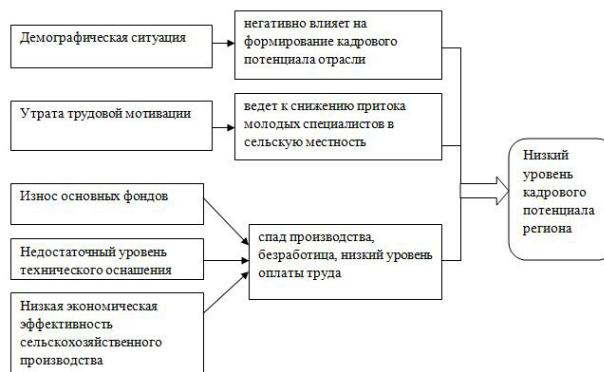 Демографическая ситуация
негативно влияет на
формирование кадрового
потенциала отрасли
Утрата трудовой мотивации
ведет к снижению притока
молодых специалистов в
сельскую местность
Износ основных фондов
Недостаточный уровень
технического оснашения
Низкая экономическая
эффективность
сельскохозяйственного
производства
спад производства,
безработица, низкий уровень
оплаты труда
Низкий
уровень
кадрового
потенциала
региона